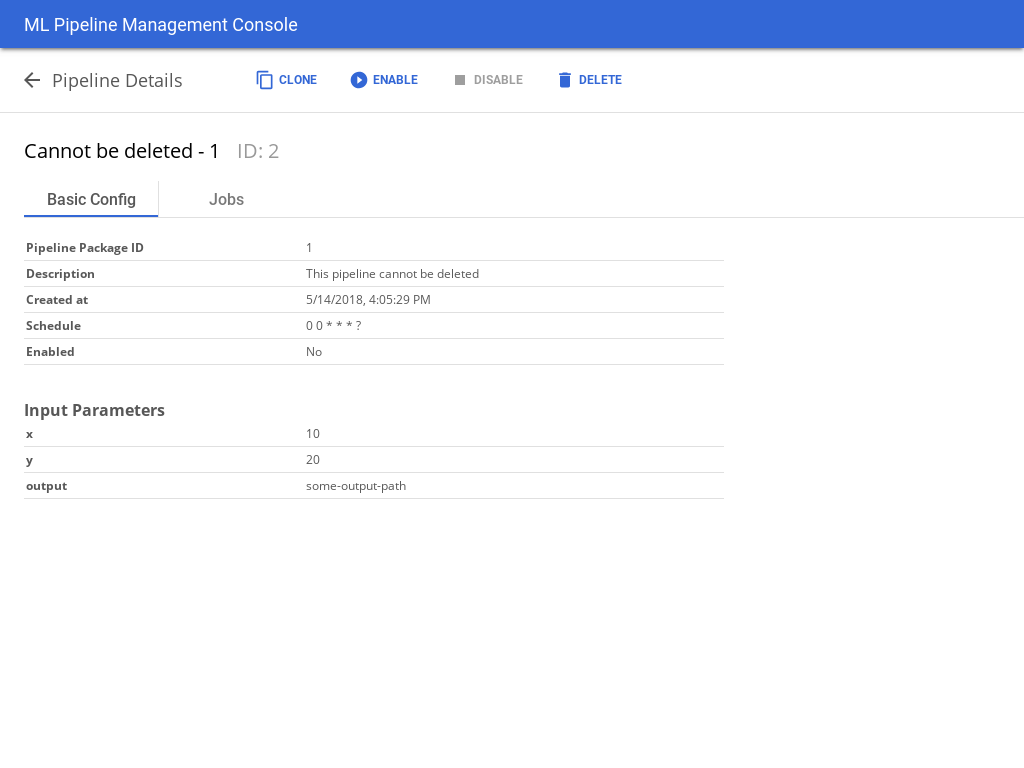 ML Pipeline Management Console
Pipeline Details CLONE ENABLE DISABLE DELETE
Cannot be deleted - 1 ID: 2
Basic Config Jobs
Pipeline Package ID 1
Description This pipeline cannot be deleted
Created at 5/14/2018, 4:05:29 PM
Schedule 0 0 * * * ?
Enabled No
Input Parameters
x 10
y 20
output some-output-path